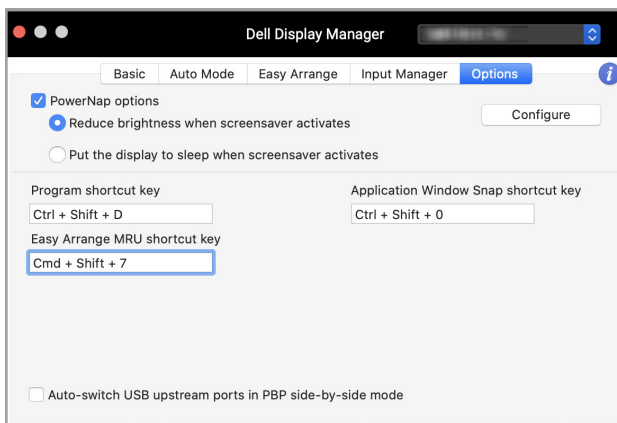 Dell Display Manager
Basic Auto Mode Easy Arrange Input Manager Options
i
PowerNap options
Configure
Reduce brightness when screensaver activates
Put the display to sleep when screensaver activates
Program shortcut key
Application Window Snap shortcut key
Ctrl + Shift + D
Ctrl + Shift + 0
Easy Arrange MRU shortcut key
Cmd + Shift + 7
Auto-switch USB upstream ports in PBP side-by-side mode